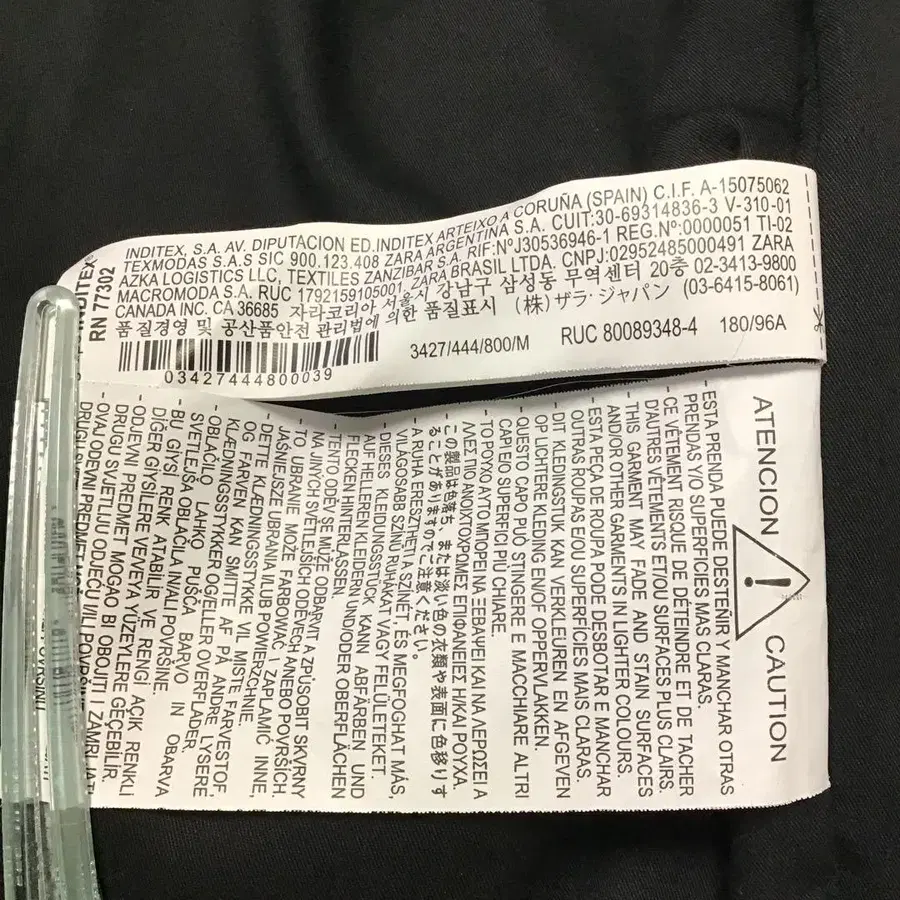 INDITEX, S.A. AV. DIPUTACION ED.INDITEX ARTEIXO A CORUÑA (SPAIN) C.I.F. A-15075062
TEXMODAS S.A.S SIC 900.123.408 ZARA ARGENTINA S.A. CUIT:30-69314836-3 V-310-01
AZKA LOGISTICS LLC, TEXTILES ZANZIBAR S.A. RIF:NºJ30536946-1 REG.Nº:0000051 TI-02
MACROMODA S.A. RUC 1792159105001, ZARA BRASIL LTDA. CNPJ:02952485000491 ZARA
CANADA INC. CA 36685 자라코리아 서울시 강남구 삼성동 무역센터 20층 02-3413-9800
품질경영 및 공산품안전 관리법에 의한 품질표시 (株)ザラ・ジャパン (03-6415-8061)
INDITEX
RN 77302
03427444800039
3427/444/800/M RUC 80089348-4 180/96A
ATENCION CAUTION
-ESTA PRENDA PUEDE DESTEÑIR Y MANCHAR OTRAS
PRENDAS Y/O SUPERFICIES MAS CLARAS.
-CE VÊTEMENT RISQUE DE DÉTEINDRE ET DE TACHER
D'AUTRES VÊTEMENTS ET/OU SURFACES PLUS CLAIRS.
-THIS GARMENT MAY FADE AND STAIN SURFACES
AND/OR OTHER GARMENTS IN LIGHTER COLOURS.
-ESTA PEÇA DE ROUPA PODE DESBOTAR E MANCHAR
OUTRAS ROUPAS E/OU SUPERFICIES MAIS CLARAS.
-DIT KLEDINGSTUK KAN VERKLEUREN EN AFGEVEN
OP LICHTERE KLEDING EN/OF OPPERVLAKKEN.
-QUESTO CAPO PUÓ STINGERE E MACCHIARE ALTRI
CAPI E/O SUPERFICI PIÙ CHIARE.
-ΤΟ ΡΟΥΧΟ ΑΥΤΟ ΜΠΟΡΕΙ ΝΑ ΞΕΒΑΨΕΙ ΚΑΙ ΝΑ ΛΕΡΩΣΕΙ Α
ΛΛΕΣ ΠΙΟ ΑΝΟΙΚΤΟΧΡΩΜΕΣ ΕΠΙΦΑΝΕΙΕΣ Η/ΚΑΙ ΡΟΥΧΑ.
-この製品は色落ち、または淡い色の衣類や表面に色移りす
ることがありますのでご注意ください。
-A RUHA ERESZTHETI A SZÍNÉT, ÉS MEGFOGHAT MÁS,
VILÁGOSABB SZÍNŰ RUHÁKAT VAGY FELÜLETEKET.
-DIESES KLEIDUNGSSTÜCK KANN ABFÄRBEN UND
AUF HELLEREN KLEIDUNGEN UND/ODER OBERFLÄCHEN
FLECKEN HINTERLASSEN.
-TENTO ODĚV SE MŮŽE ODBARVIT A ZPŮSOBIT SKVRNY
NA JINÝCH SVĚTLEJŠÍCH ODĚVECH ANEBO POVRŠÍCH.
-TO UBRANIE MOŻE FARBOWAĆ I ZAPLAMIĆ INNE,
JAŚNIEJSZE UBRANIA I/LUB POWIERZCHNIE.
-DETTE KLÆDNINGSSTYKKE VIL MISTE FARVESTOF,
OG FARVEN KAN SMITTE AF PÅ ANDRE LYSERE
KLÆDNINGSSTYKKER OG/ELLER OVERFLADER.
-OBLAČILO LAHKO PUŠČA BARVO IN OBARVA
SVETLEJŠA OBLAČILA IN/ALI POVRŠINE.
-BU GİYSİ RENK ATABİLİR VE RENGİ AÇIK RENKLİ
DİĞER GİYSİLERE VE/VEYA YÜZEYLERE GEÇEBİLİR.
-ODJEVNI PREDMET MOGAO BI OBOJITI I ZAMRLJATI
DRUGU SVJETLIJU ODJEĆU I/ILI POVRŠINE
-OVAJ ODEVNI PREDMET